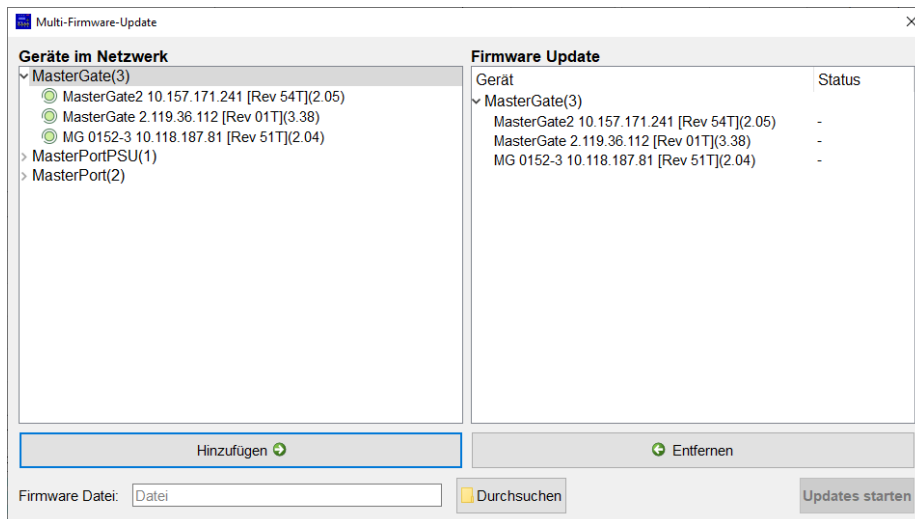 Multi-Firmware-Update
Geräte im Netzwerk
MasterGate(3)
MasterGate2 10.157.171.241 [Rev 54T](2.05)
MasterGate 2.119.36.112 [Rev 01T](3.38)
MG 0152-3 10.118.187.81 [Rev 51T](2.04)
MasterPortPSU(1)
MasterPort(2)
Hinzufügen
Firmware Update
Gerät Status
MasterGate(3)
MasterGate2 10.157.171.241 [Rev 54T](2.05) -
MasterGate 2.119.36.112 [Rev 01T](3.38) -
MG 0152-3 10.118.187.81 [Rev 51T](2.04) -
Entfernen
Firmware Datei: Datei Durchsuchen Updates starten